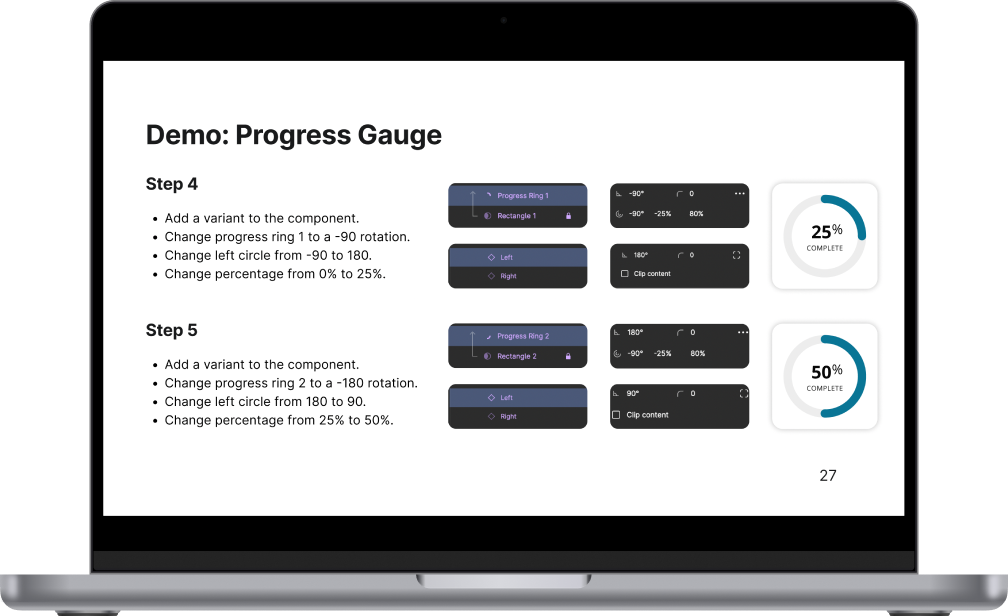 Demo: Progress Gauge
Step 4
• Add a variant to the component.
• Change progress ring 1 to a -90 rotation.
• Change left circle from -90 to 180.
• Change percentage from 0% to 25%.
Progress Ring 1
Rectangle 1
Left
Right
-90° 0
-90° -25% 80%
180° 0
Clip content
25%
COMPLETE
Step 5
• Add a variant to the component.
• Change progress ring 2 to a -180 rotation.
• Change left circle from 180 to 90.
• Change percentage from 25% to 50%.
Progress Ring 2
Rectangle 2
Left
Right
180° 0
-90° -25% 80%
90° 0
Clip content
50%
COMPLETE
27